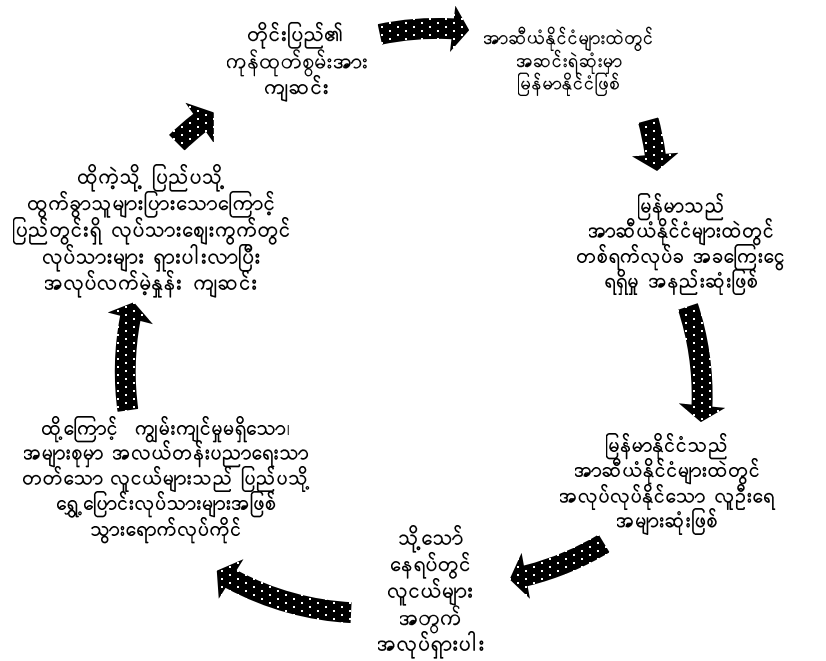 တိုင်းပြည်၏
ကုန်ထုတ်စွမ်းအား
ကျဆင်း
အာဆီယံနိုင်ငံများထဲတွင်
အဆင်းရဲဆုံးမှာ
မြန်မာနိုင်ငံဖြစ်
မြန်မာသည်
အာဆီယံနိုင်ငံများထဲတွင်
တစ်ရက်လုပ်ခ အခကြေးငွေ
ရရှိမှု အနည်းဆုံးဖြစ်
မြန်မာနိုင်ငံသည်
အာဆီယံနိုင်ငံများထဲတွင်
အလုပ်လုပ်နိုင်သော လူဦးရေ
အများဆုံးဖြစ်
သို့သော်
နေရပ်တွင်
လူငယ်များ
အတွက်
အလုပ်ရှားပါး
ထို့ကြောင့် ကျွမ်းကျင်မှုမရှိသော၊
အများစုမှာ အလယ်တန်းပညာရေးသာ
တတ်သော လူငယ်များသည် ပြည်ပသို့
ရွှေ့ပြောင်းလုပ်သားများအဖြစ်
သွားရောက်လုပ်ကိုင်
ထိုကဲ့သို့ ပြည်ပသို့
ထွက်ခွာသူများပြားသောကြောင့်
ပြည်တွင်းရှိ လုပ်သားဈေးကွက်တွင်
လုပ်သားများ ရှားပါးလာပြီး
အလုပ်လက်မဲ့နှုန်း ကျဆင်း